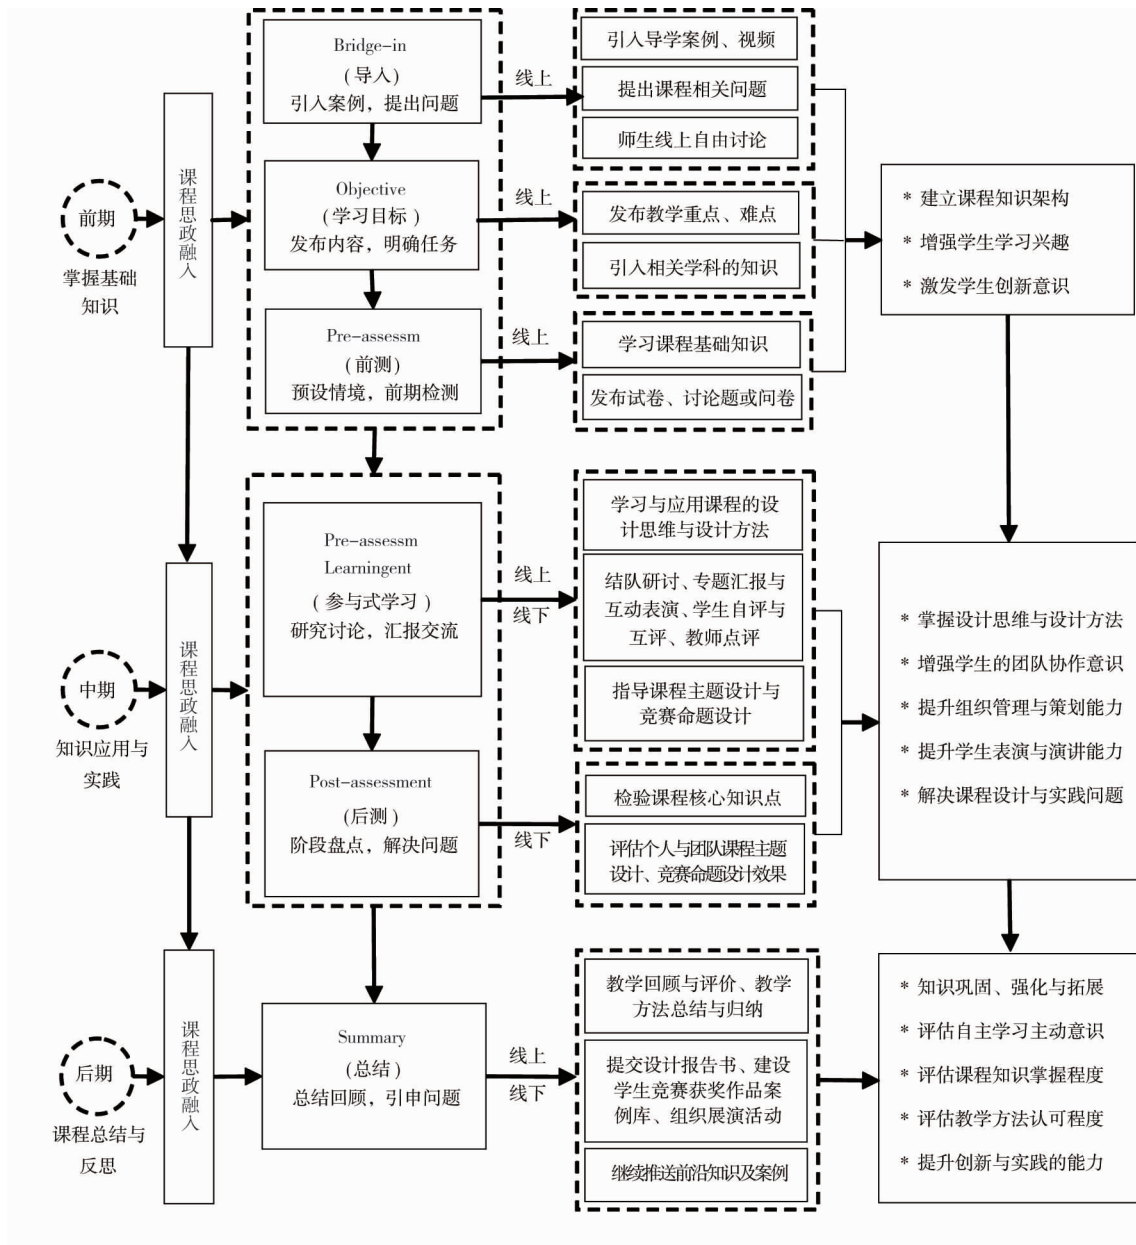 前期
掌握基础
知识
课程思政融入
Bridge-in
(导入)
引入案例，提出问题
线上
引入导学案例、视频
提出课程相关问题
师生线上自由讨论
Objective
(学习目标)
发布内容，明确任务
线上
发布教学重点、难点
引入相关学科的知识
Pre-assessm
(前测)
预设情境，前期检测
线上
学习课程基础知识
发布试卷、讨论题或问卷
* 建立课程知识架构
* 增强学生学习兴趣
* 激发学生创新意识
中期
知识应用与
实践
课程思政融入
Pre-assessm
Learningent
(参与式学习)
研究讨论，汇报交流
线上
线下
学习与应用课程的设
计思维与设计方法
结队研讨、专题汇报与
互动表演、学生自评与
互评、教师点评
指导课程主题设计与
竞赛命题设计
Post-assessment
(后测)
阶段盘点，解决问题
线下
检验课程核心知识点
评估个人与团队课程主题
设计、竞赛命题设计效果
* 掌握设计思维与设计方法
* 增强学生的团队协作意识
* 提升组织管理与策划能力
* 提升学生表演与演讲能力
* 解决课程设计与实践问题
后期
课程总结与
反思
课程思政融入
Summary
(总结)
总结回顾，引申问题
线上
线下
教学回顾与评价、教学
方法总结与归纳
提交设计报告书、建设
学生竞赛获奖作品案
例库、组织展演活动
继续推送前沿知识及案例
* 知识巩固、强化与拓展
* 评估自主学习主动意识
* 评估课程知识掌握程度
* 评估教学方法认可程度
* 提升创新与实践的能力